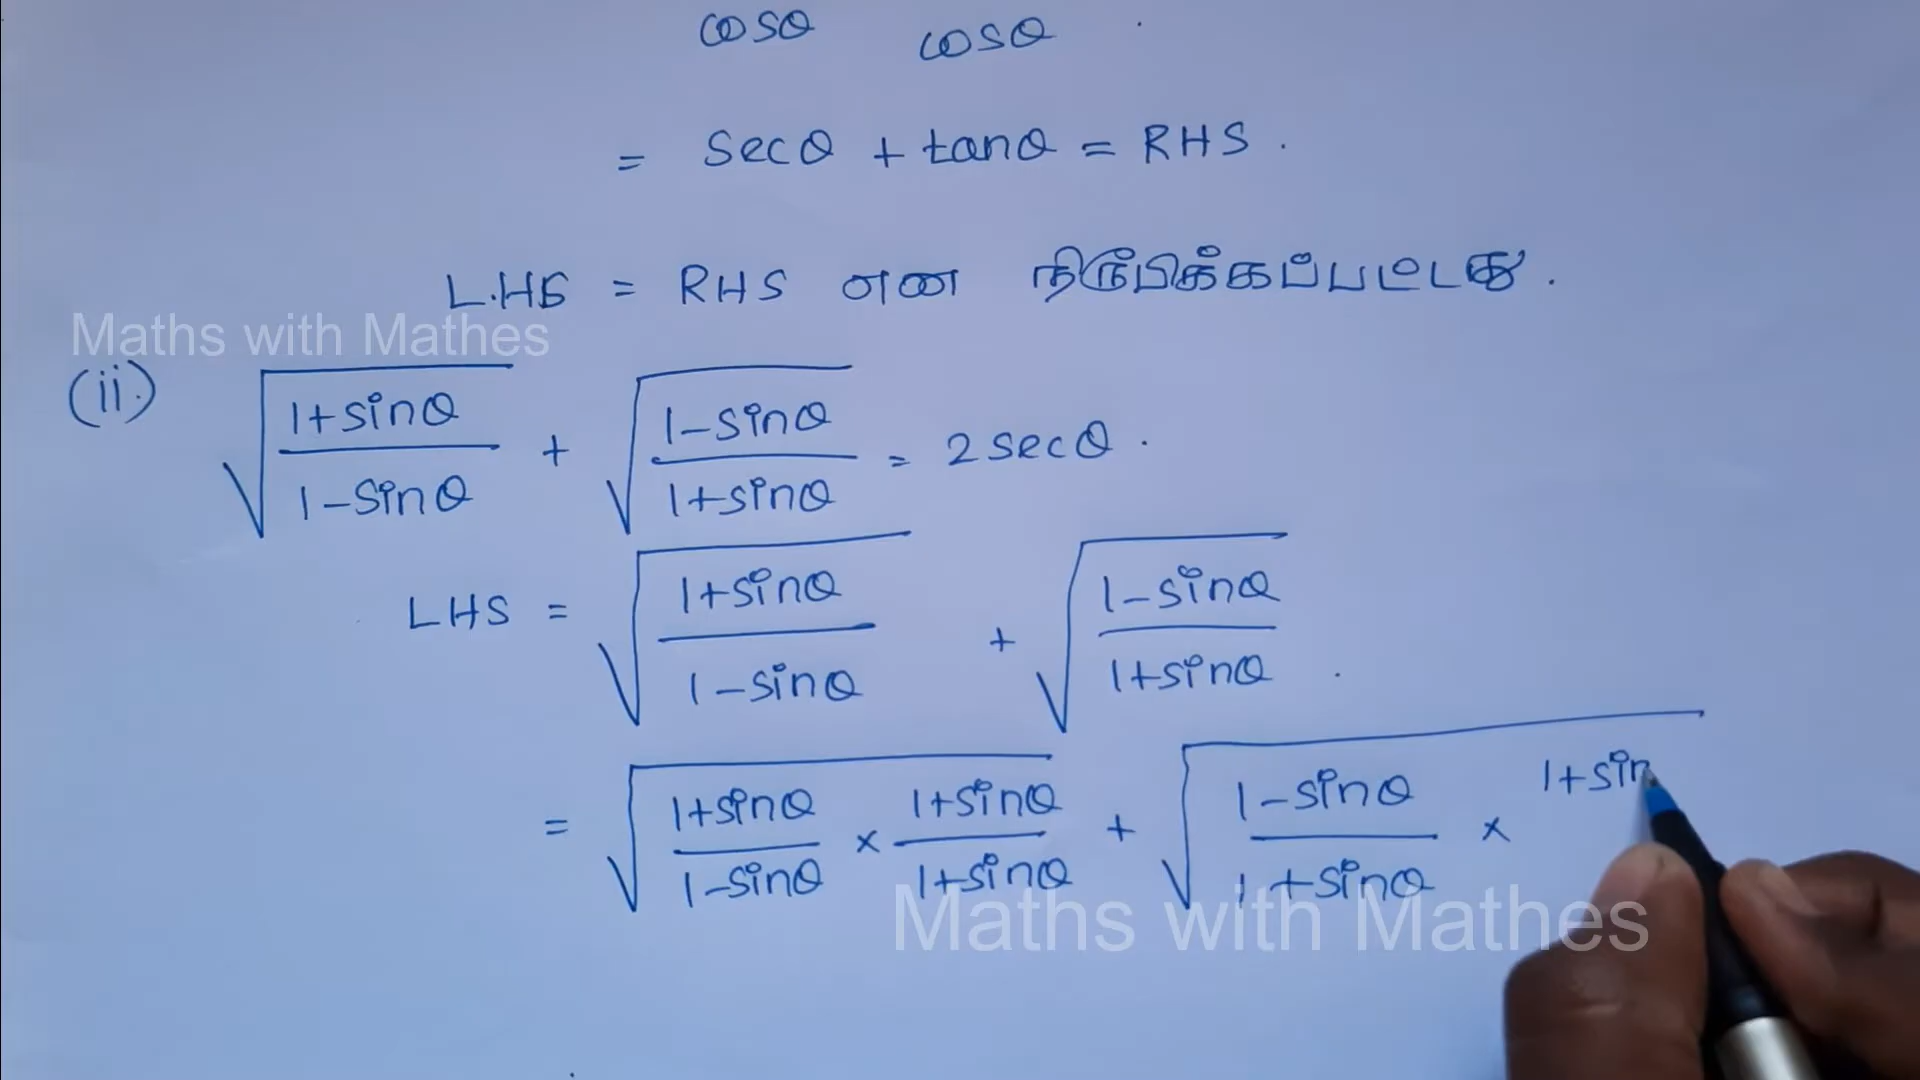 cosθ cosθ
= secθ + tanθ = RHS.
L.HS = RHS என நிரூபிக்கப்பட்டது.
Maths with Mathes
(ii) √((1+sinθ)/(1-sinθ)) + √((1-sinθ)/(1+sinθ)) = 2secθ.
LHS = √((1+sinθ)/(1-sinθ)) + √((1-sinθ)/(1+sinθ))
= √((1+sinθ)/(1-sinθ) × (1+sinθ)/(1+sinθ)) + √((1-sinθ)/(1+sinθ) × 1+sin
Maths with Mathes